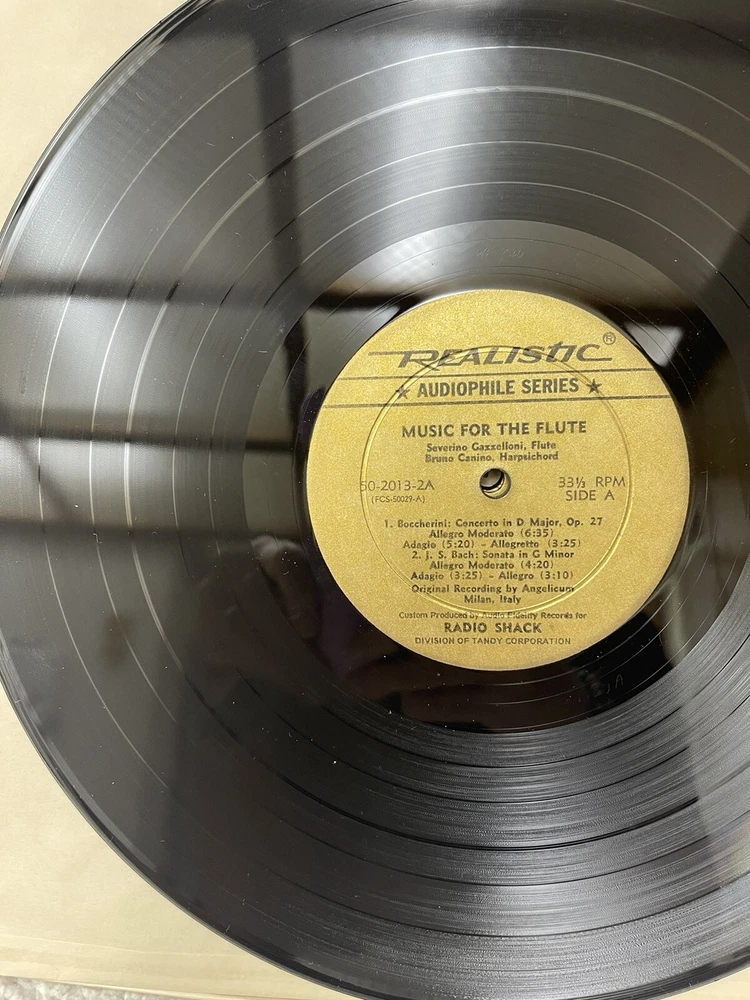 REALISTIC®
★ AUDIOPHILE SERIES ★
MUSIC FOR THE FLUTE
Severino Gazzelloni, Flute
Bruno Canino, Harpsichord
50-2013-2A
(FCS-50029-A)
33⅓ RPM
SIDE A
1. Boccherini: Concerto in D Major, Op. 27
Allegro Moderato (6:35)
Adagio (5:20) – Allegretto (3:25)
2. J. S. Bach: Sonata in G Minor
Allegro Moderato (4:20)
Adagio (3:25) – Allegro (3:10)
Original Recording by Angelicum
Milan, Italy
Custom Produced by Audio Fidelity Records for
RADIO SHACK
DIVISION OF TANDY CORPORATION